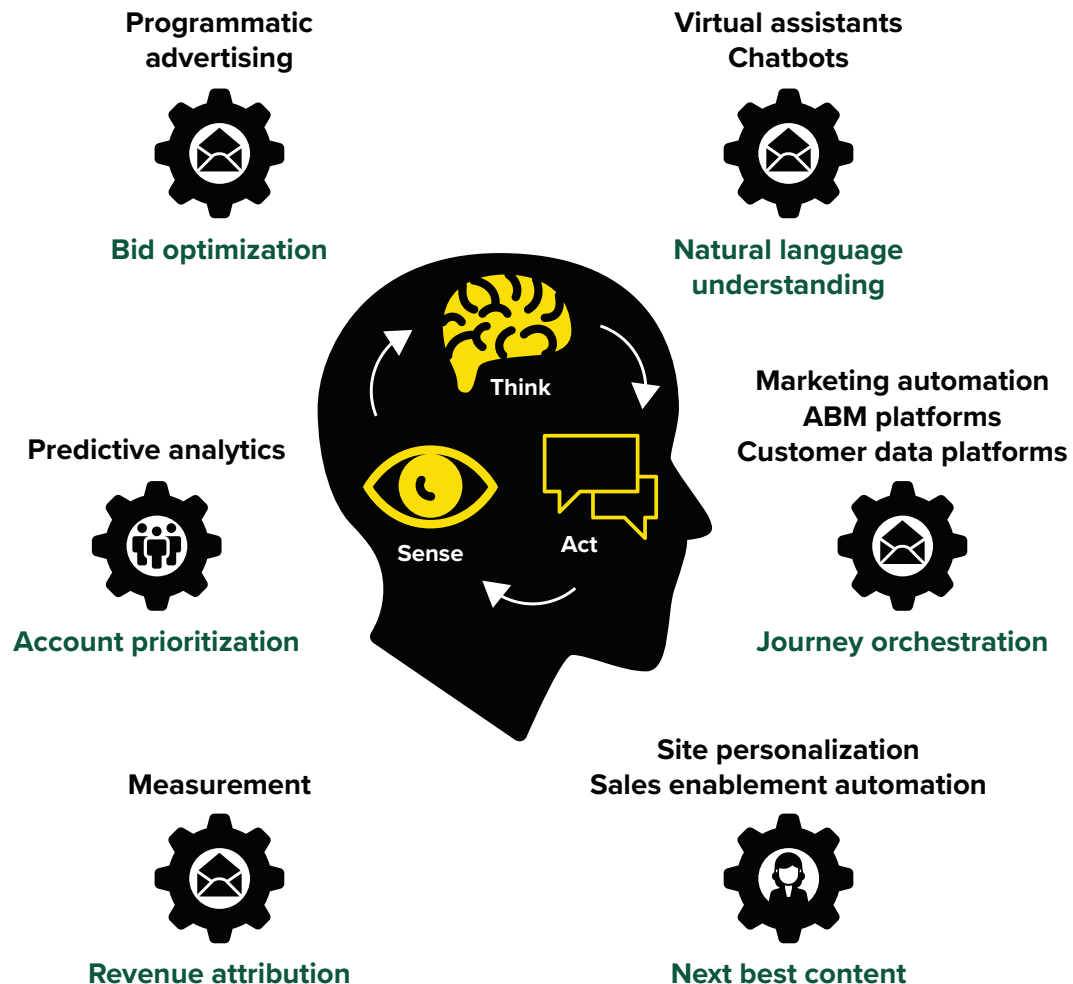 Programmatic
advertising
Bid optimization
Virtual assistants
Chatbots
Natural language
understanding
Think
Sense
Act
Predictive analytics
Account prioritization
Marketing automation
ABM platforms
Customer data platforms
Journey orchestration
Measurement
Revenue attribution
Site personalization
Sales enablement automation
Next best content